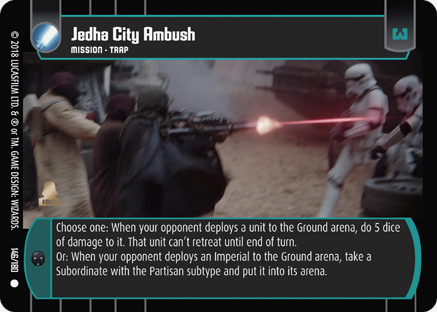 Jedha City Ambush
MISSION - TRAP
Choose one: When your opponent deploys a unit to the Ground arena, do 5 dice
of damage to it. That unit can't retreat until end of turn.
Or: When your opponent deploys an Imperial to the Ground arena, take a
Subordinate with the Partisan subtype and put it into its arena.
© 2018 LUCASFILM LTD. & ® or TM. GAME DESIGN: WIZARDS.
146/180